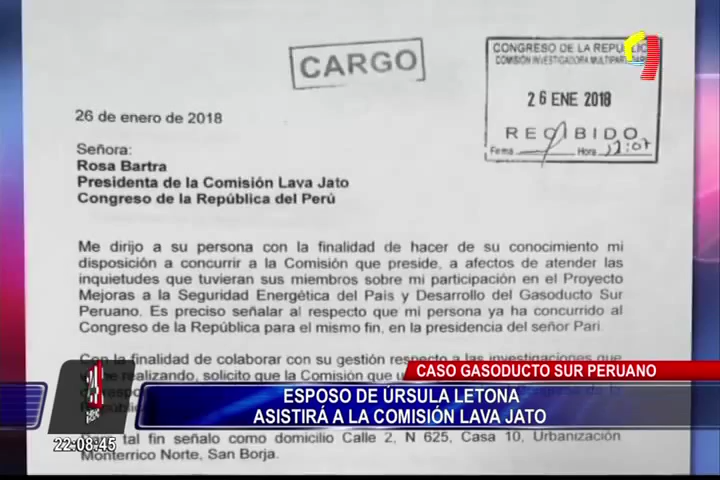 CARGO
CONGRESO DE LA REPÚBLICA
COMISIÓN INVESTIGADORA MULTIPARTIDARIA
26 ENE 2018
RECIBIDO
Firma Hora 17:07
26 de enero de 2018
Señora:
Rosa Bartra
Presidenta de la Comisión Lava Jato
Congreso de la República del Perú
Me dirijo a su persona con la finalidad de hacer de su conocimiento mi
disposición a concurrir a la Comisión que preside, a afectos de atender las
inquietudes que tuvieran sus miembros sobre mi participación en el Proyecto
Mejoras a la Seguridad Energética del País y Desarrollo del Gasoducto Sur
Peruano. Es preciso señalar al respecto que mi persona ya ha concurrido al
Congreso de la República para el mismo fin, en la presidencia del señor Pari.
Con la finalidad de colaborar con su gestión respecto a las investigaciones que
realizando, solicito que la Comisión que
CASO GASODUCTO SUR PERUANO
ESPOSO DE ÚRSULA LETONA
ASISTIRÁ A LA COMISIÓN LAVA JATO
24
22:08:45
tal fin señalo como domicilio Calle 2, N 625, Casa 10, Urbanización
Monterrico Norte, San Borja.